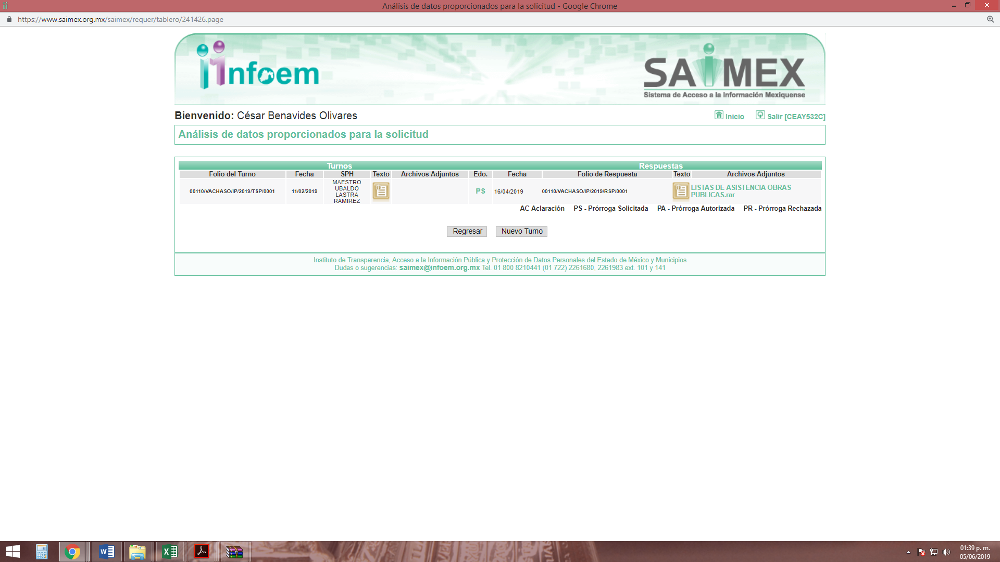 Análisis de datos proporcionados para la solicitud - Google Chrome
https://www.saimex.org.mx/saimex/requer/tablero/241426.page
infoem
SAIMEX
Sistema de Acceso a la Información Mexiquense
Bienvenido: César Benavides Olivares
Inicio Salir [CEAY532C]
Análisis de datos proporcionados para la solicitud
Turnos Respuestas
Folio del Turno Fecha SPH Texto Archivos Adjuntos Edo. Fecha Folio de Respuesta Texto Archivos Adjuntos
00110/VACHASO/IP/2019/TSP/0001 11/02/2019 MAESTRO UBALDO LASTRA RAMIREZ PS 16/04/2019 00110/VACHASO/IP/2019/RSP/0001 LISTAS DE ASISTENCIA OBRAS PUBLICAS.rar
AC Aclaración PS - Prórroga Solicitada PA - Prórroga Autorizada PR - Prórroga Rechazada
Regresar Nuevo Turno
Instituto de Transparencia, Acceso a la Información Pública y Protección de Datos Personales del Estado de México y Municipios
Dudas o sugerencias: saimex@infoem.org.mx Tel. 01 800 8210441 (01 722) 2261680, 2261983 ext. 101 y 141
01:39 p. m.
05/06/2019